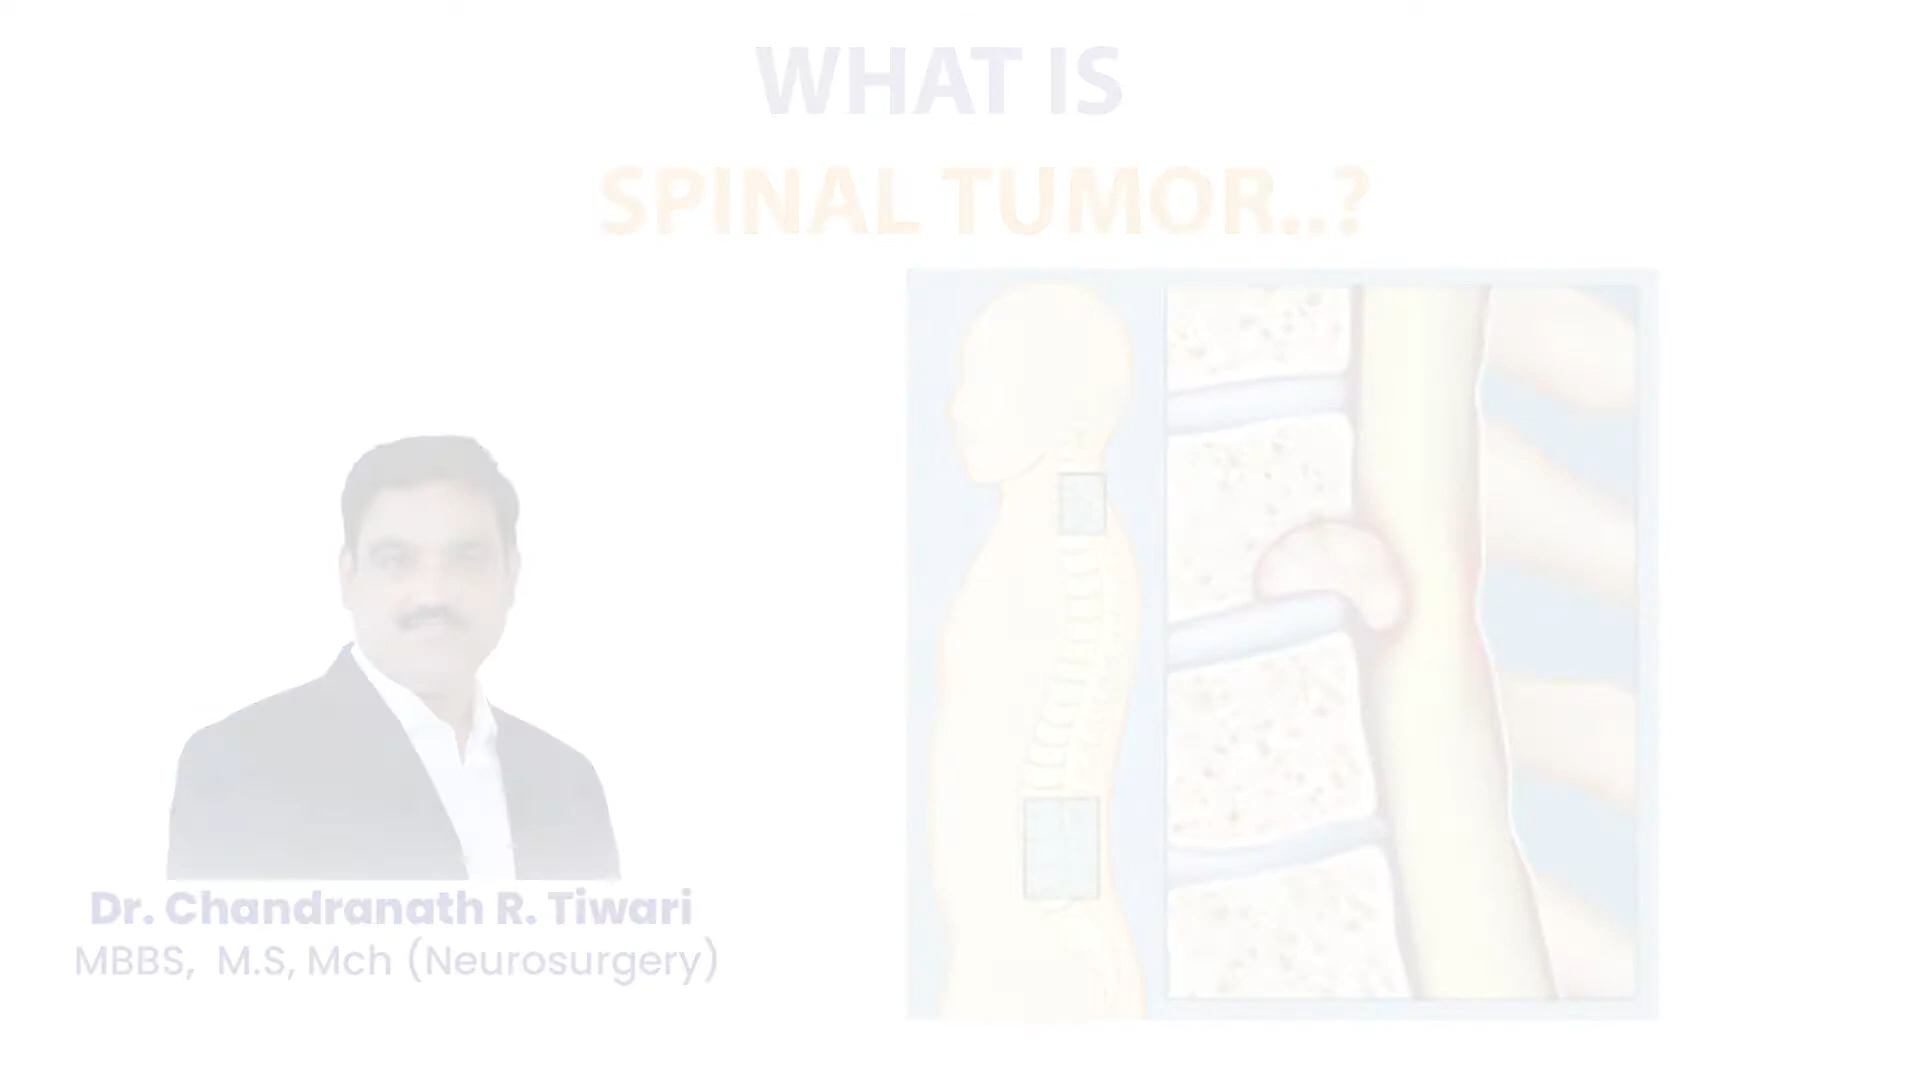 WHAT IS
SPINAL TUMOR..?
Dr. Chandranath R. Tiwari
MBBS, M.S, Mch (Neurosurgery)